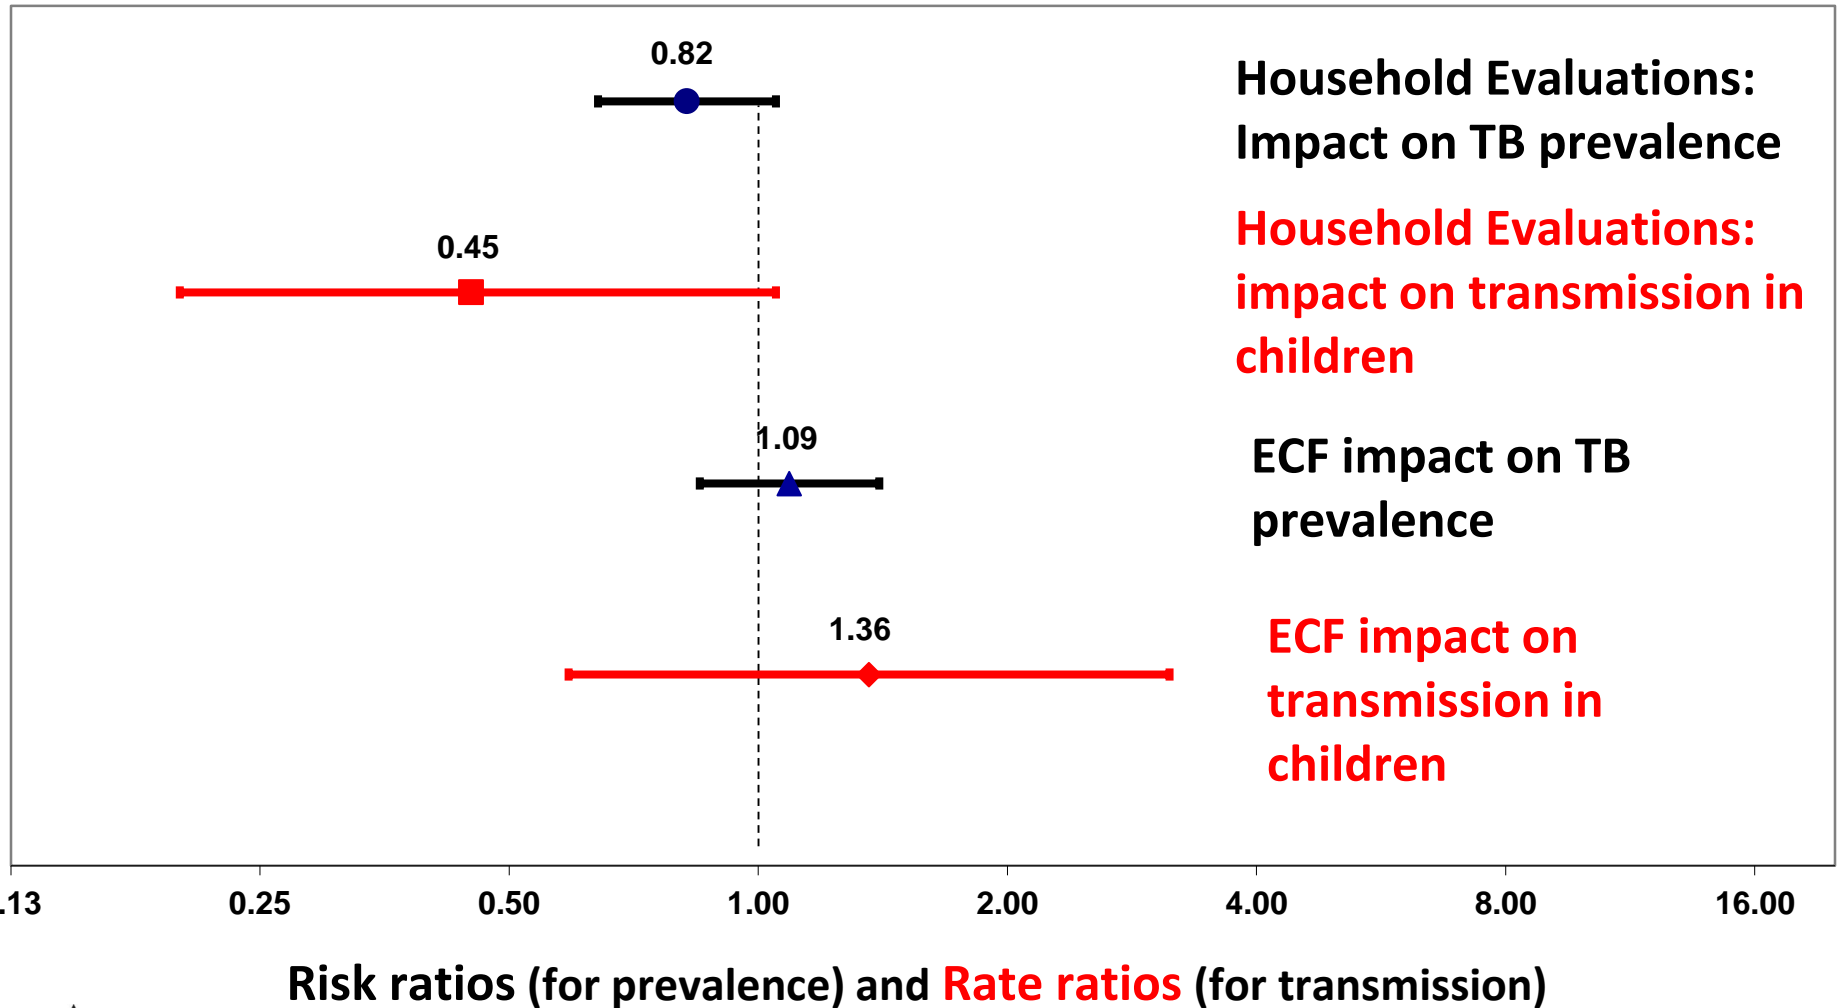 0.82
Household Evaluations:
Impact on TB prevalence
0.45
Household Evaluations:
impact on transmission in
children
1.09
ECF impact on TB
prevalence
1.36
ECF impact on
transmission in
children
.13 0.25 0.50 1.00 2.00 4.00 8.00 16.00
Risk ratios (for prevalence) and Rate ratios (for transmission)